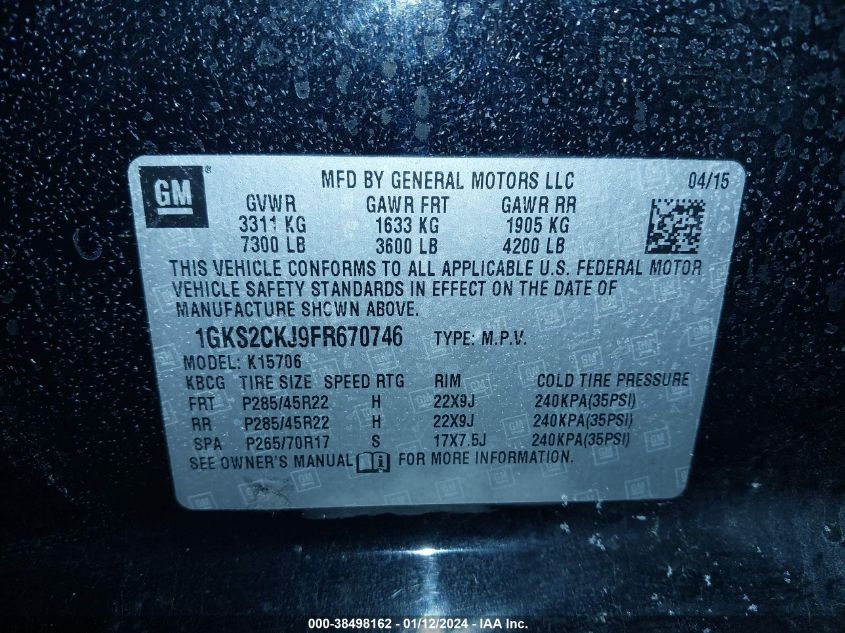 GM ®
MFD BY GENERAL MOTORS LLC 04/15
GVWR GAWR FRT GAWR RR
3311 KG 1633 KG 1905 KG
7300 LB 3600 LB 4200 LB
THIS VEHICLE CONFORMS TO ALL APPLICABLE U.S. FEDERAL MOTOR
VEHICLE SAFETY STANDARDS IN EFFECT ON THE DATE OF
MANUFACTURE SHOWN ABOVE.
1GKS2CKJ9FR670746 TYPE: M.P.V.
MODEL: K15706
KBCG TIRE SIZE SPEED RTG RIM COLD TIRE PRESSURE
FRT P285/45R22 H 22X9J 240KPA(35PSI)
RR P285/45R22 H 22X9J 240KPA(35PSI)
SPA P265/70R17 S 17X7.5J 240KPA(35PSI)
SEE OWNER'S MANUAL FOR MORE INFORMATION.
000-38498162 - 01/12/2024 - IAA Inc.